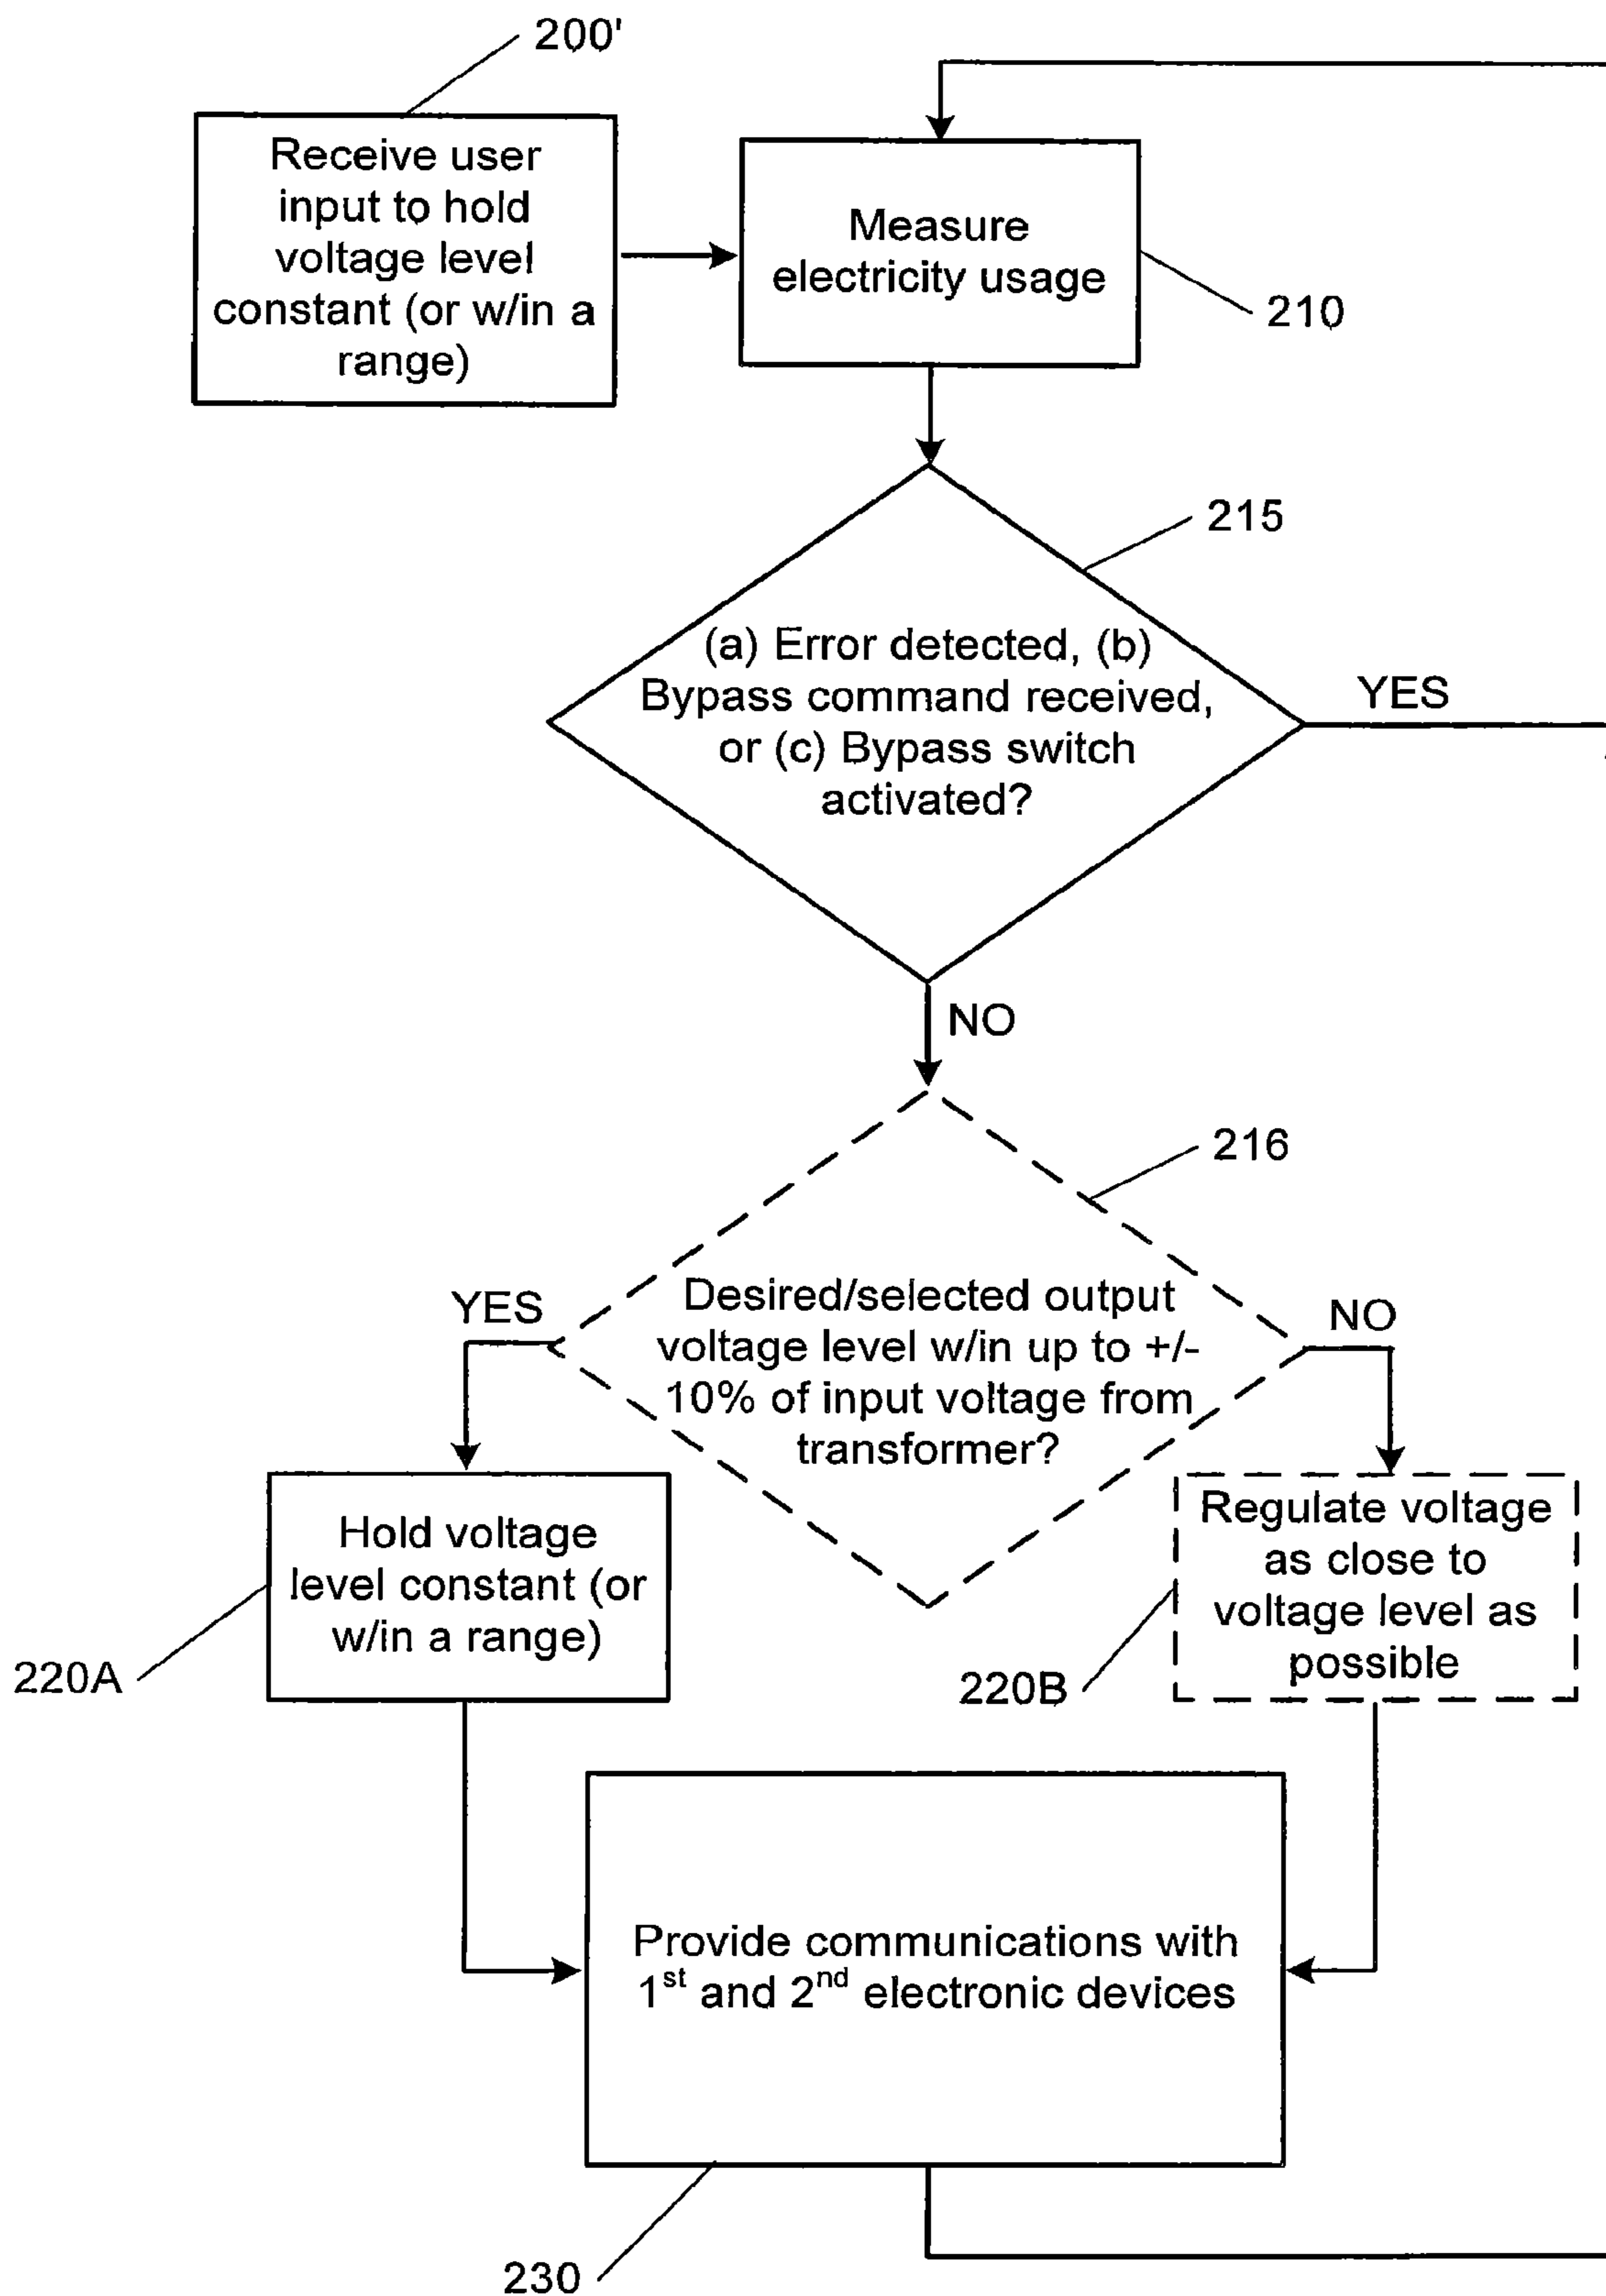 200'
Receive user
input to hold
voltage level
constant (or w/in a
range)
Measure
electricity usage
210
215
(a) Error detected, (b)
Bypass command received,
or (c) Bypass switch
activated?
YES
NO
216
Desired/selected output
voltage level w/in up to +/-
10% of input voltage from
transformer?
YES
NO
Hold voltage
level constant (or
w/in a range)
220A
Regulate voltage
as close to
voltage level as
possible
220B
Provide communications with
1st and 2nd electronic devices
230